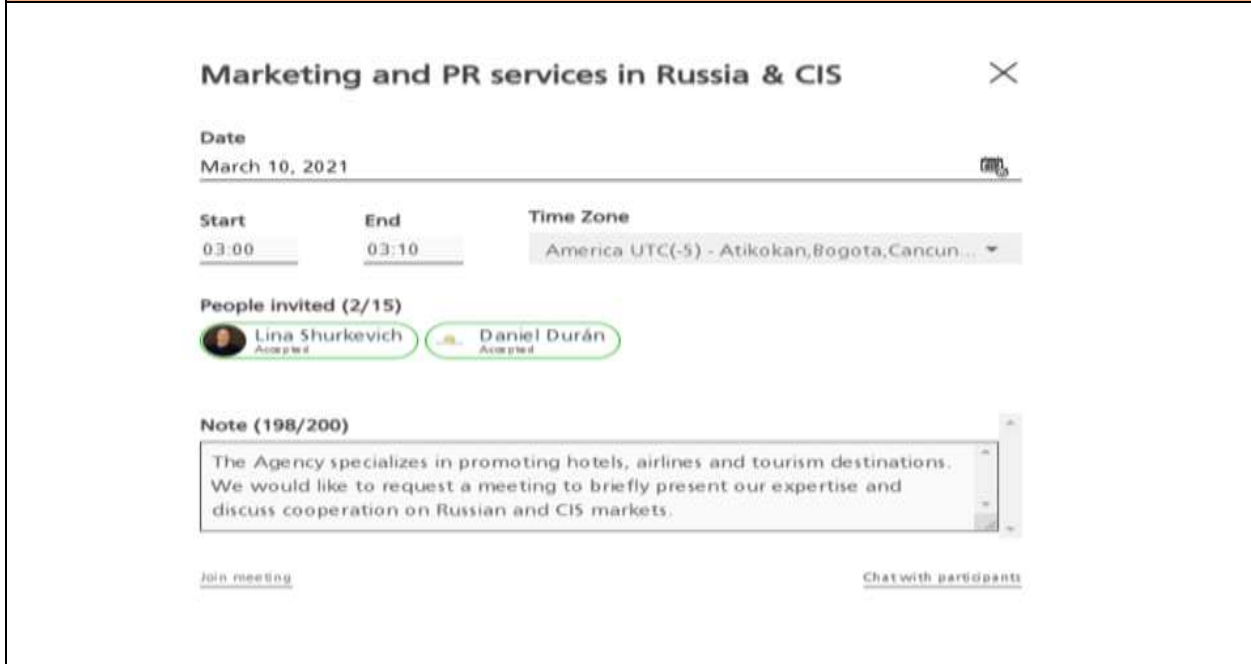 Marketing and PR services in Russia & CIS
Date
March 10, 2021
Start End Time Zone
03:00 03:10 America UTC(-5) - Atikokan,Bogota,Cancun...
People invited (2/15)
Lina Shurkevich Daniel Durán
Accepted Accepted
Note (198/200)
The Agency specializes in promoting hotels, airlines and tourism destinations.
We would like to request a meeting to briefly present our expertise and
discuss cooperation on Russian and CIS markets.
Join meeting Chat with participants